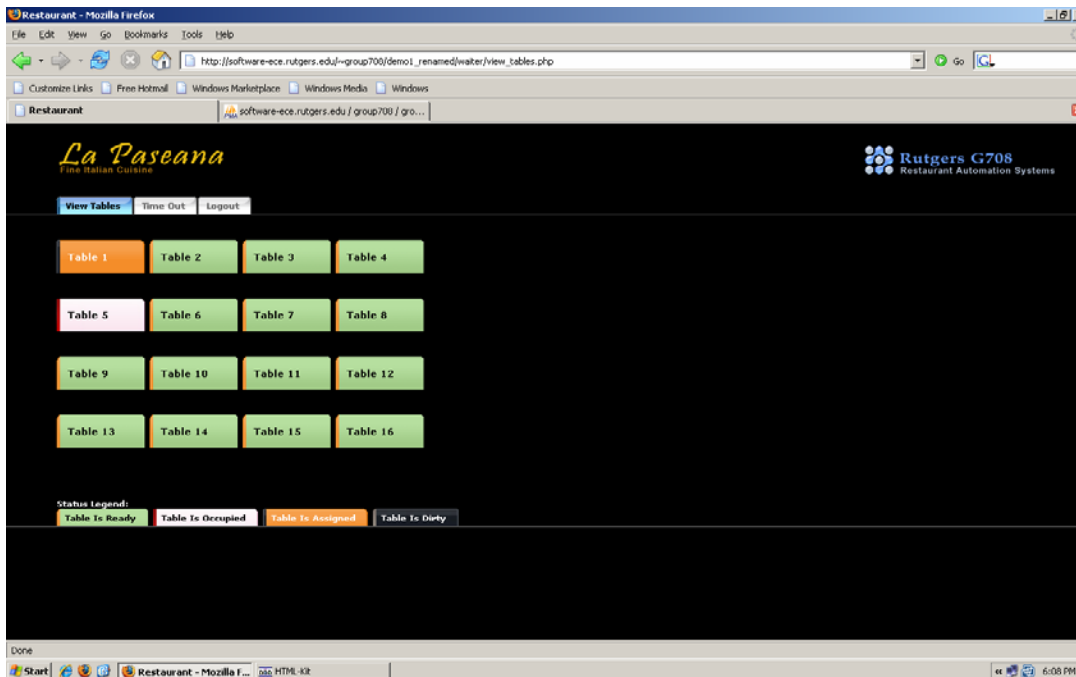 Restaurant - Mozilla Firefox
File Edit View Go Bookmarks Tools Help
http://software-ece.rutgers.edu/~group708/demo1_renamed/waiter/view_tables.php Go G
Customize Links Free Hotmail Windows Marketplace Windows Media Windows
Restaurant software-ece.rutgers.edu / group708 / gro...
La Paseana
Fine Italian Cuisine
Rutgers G708
Restaurant Automation Systems
View Tables Time Out Logout
Table 1 Table 2 Table 3 Table 4
Table 5 Table 6 Table 7 Table 8
Table 9 Table 10 Table 11 Table 12
Table 13 Table 14 Table 15 Table 16
Status Legend:
Table Is Ready Table Is Occupied Table Is Assigned Table Is Dirty
Done
Start Restaurant - Mozilla F... HTML-Kit 6:08 PM